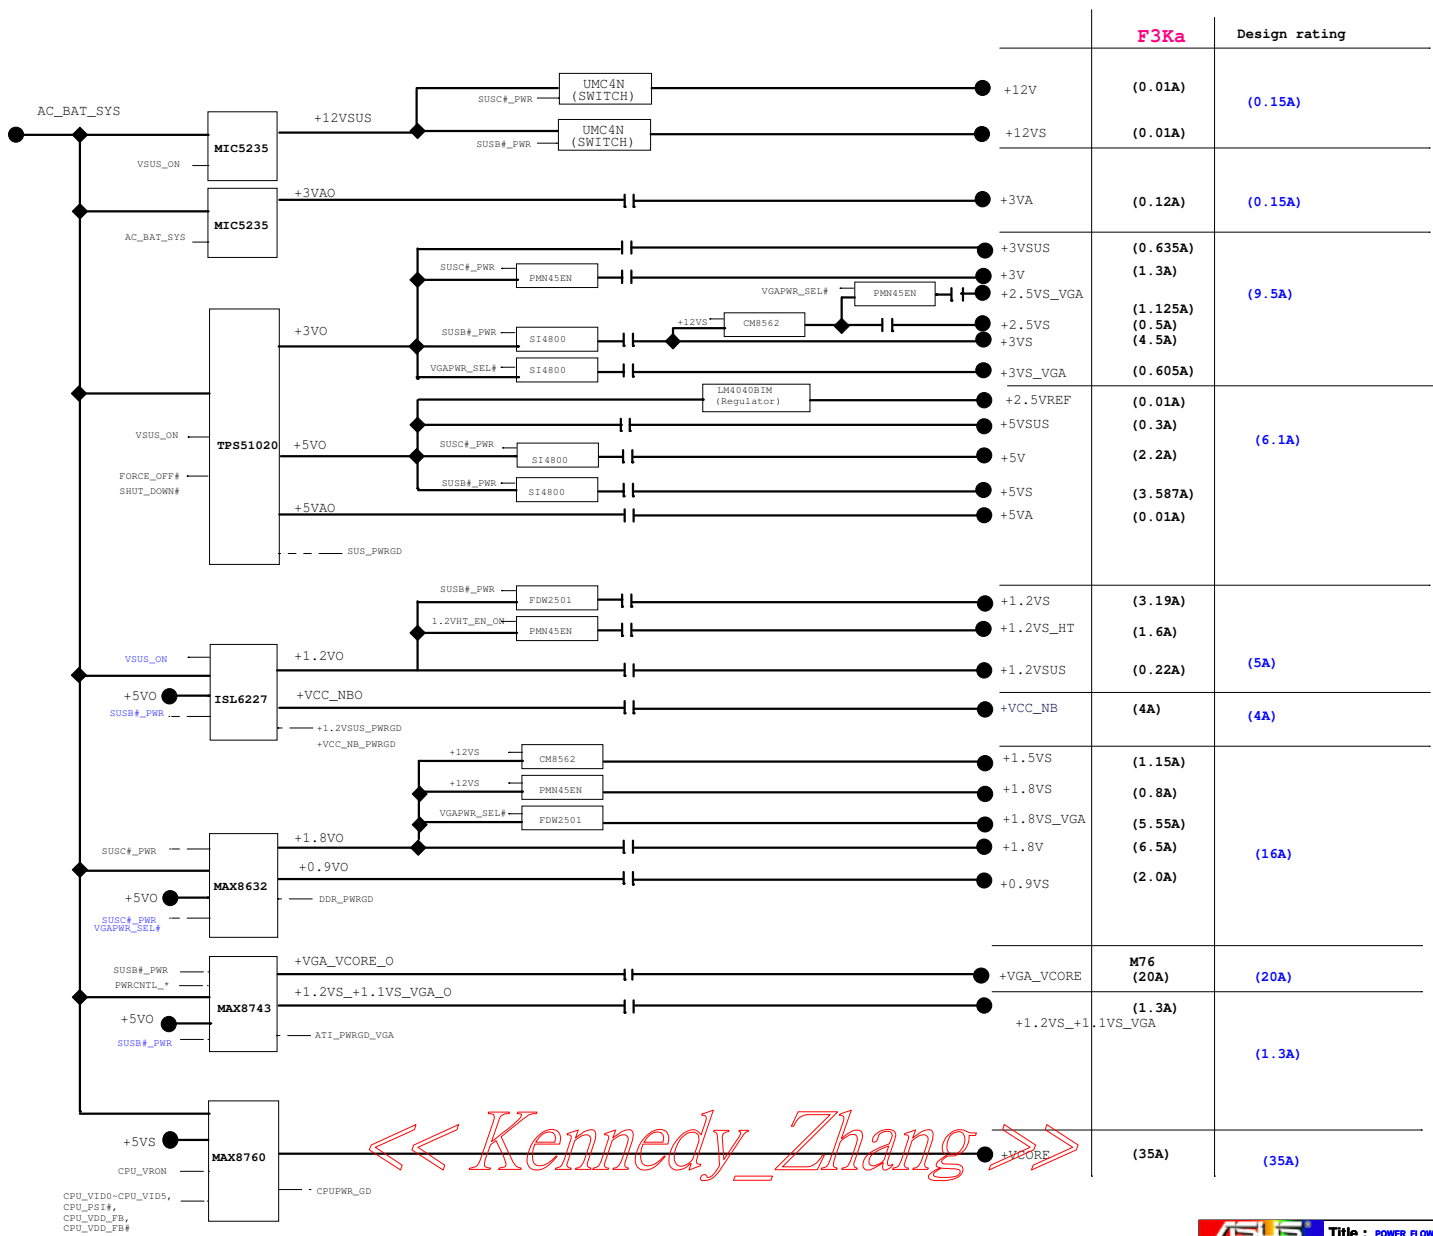 F3Ka
Design rating
AC_BAT_SYS
MIC5235
VSUS_ON
+12VSUS
SUSC#_PWR
UMC4N
(SWITCH)
+12V
(0.01A)
(0.15A)
SUSB#_PWR
UMC4N
(SWITCH)
+12VS
(0.01A)
MIC5235
AC_BAT_SYS
+3VAO
+3VA
(0.12A)
(0.15A)
+3VSUS
(0.635A)
SUSC#_PWR
PMN45EN
+3V
(1.3A)
VGAPWR_SEL#
PMN45EN
+2.5VS_VGA
(9.5A)
(1.125A)
+12VS
CM8562
+2.5VS
(0.5A)
+3VO
SUSB#_PWR
SI4800
+3VS
(4.5A)
VGAPWR_SEL#
SI4800
+3VS_VGA
(0.605A)
LM4040BIM
(Regulator)
+2.5VREF
(0.01A)
+5VSUS
(0.3A)
VSUS_ON
TPS51020
+5VO
SUSC#_PWR
SI4800
+5V
(2.2A)
(6.1A)
FORCE_OFF#
SHUT_DOWN#
SUSB#_PWR
SI4800
+5VS
(3.587A)
+5VAO
+5VA
(0.01A)
SUS_PWRGD
SUSB#_PWR
FDW2501
+1.2VS
(3.19A)
1.2VHT_EN_ON
PMN45EN
+1.2VS_HT
(1.6A)
VSUS_ON
+1.2VO
+1.2VSUS
(0.22A)
(5A)
+5VO
SUSB#_PWR
ISL6227
+VCC_NBO
+VCC_NB
(4A)
(4A)
+1.2VSUS_PWRGD
+VCC_NB_PWRGD
+12VS
CM8562
+1.5VS
(1.15A)
+12VS
PMN45EN
+1.8VS
(0.8A)
VGAPWR_SEL#
FDW2501
+1.8VS_VGA
(5.55A)
SUSC#_PWR
+1.8VO
+1.8V
(6.5A)
(16A)
MAX8632
+0.9VO
+0.9VS
(2.0A)
+5VO
SUSC#_PWR
VGAPWR_SEL#
DDR_PWRGD
SUSB#_PWR
PWRCNTL_*
+VGA_VCORE_O
+VGA_VCORE
M76
(20A)
(20A)
MAX8743
+1.2VS_+1.1VS_VGA_O
(1.3A)
+1.2VS_+1.1VS_VGA
+5VO
SUSB#_PWR
ATI_PWRGD_VGA
(1.3A)
+5VS
MAX8760
<< Kennedy_Zhang >>
+VCORE
(35A)
(35A)
CPU_VRON
CPUPWR_GD
CPU_VID0~CPU_VID5,
CPU_PSI#,
CPU_VDD_FB,
CPU_VDD_FB#
ASUS
Title : POWER FLOW